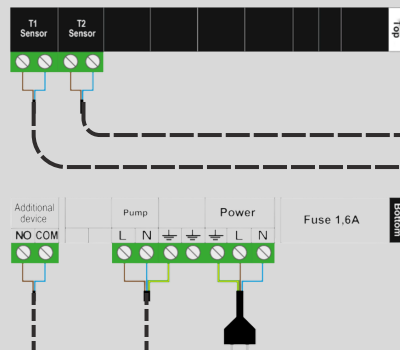 T1 T2
Sensor Sensor
Top
Additional
device
Pump
Power
Fuse 1,6A
Bottom
NO COM L N L N